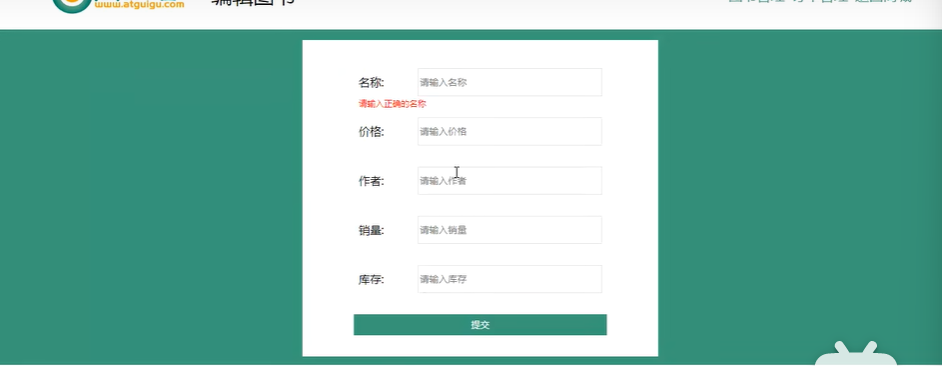 www.atguigu.com
编辑图书
名称:
请输入名称
请输入正确的名称
价格:
请输入价格
作者:
请输入作者
销量:
请输入销量
库存:
请输入库存
提交